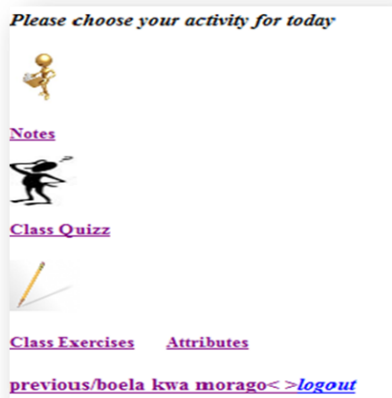 Please choose your activity for today
Notes
Class Quizz
Class Exercises Attributes
previous/boela kwa morago< >logout